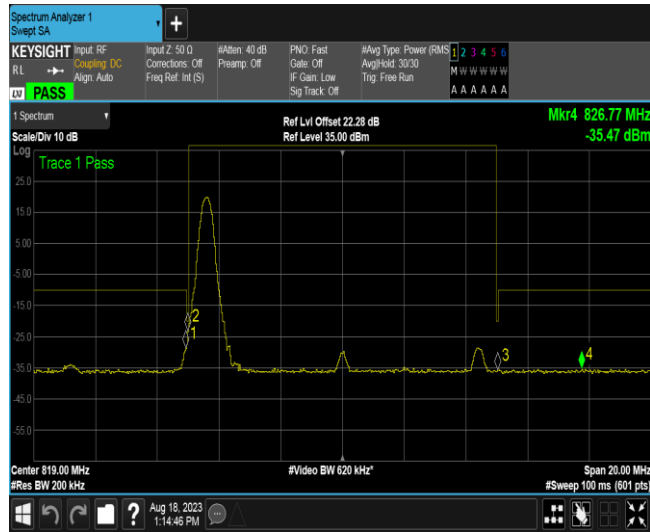 Spectrum Analyzer 1
Swept SA
+
KEYSIGHT
RL
LXI PASS
Input: RF
Coupling: DC
Align: Auto
Input Z: 50 Ω
Corrections: Off
Freq Ref: Int (S)
#Atten: 40 dB
Preamp: Off
PNO: Fast
Gate: Off
IF Gain: Low
Sig Track: Off
#Avg Type: Power (RMS
Avg|Hold: 30/30
Trig: Free Run
1 2 3 4 5 6
M W W W W W
A A A A A A
1 Spectrum
Scale/Div 10 dB
Log
Ref Lvl Offset 22.28 dB
Ref Level 35.00 dBm
Mkr4 826.77 MHz
-35.47 dBm
Trace 1 Pass
25.0
15.0
5.00
-5.00
-15.0
-25.0
-35.0
-45.0
-55.0
2
1
3
4
Center 819.00 MHz
#Res BW 200 kHz
#Video BW 620 kHz*
Span 20.00 MHz
#Sweep 100 ms (601 pts)
?
Aug 18, 2023
1:14:46 PM